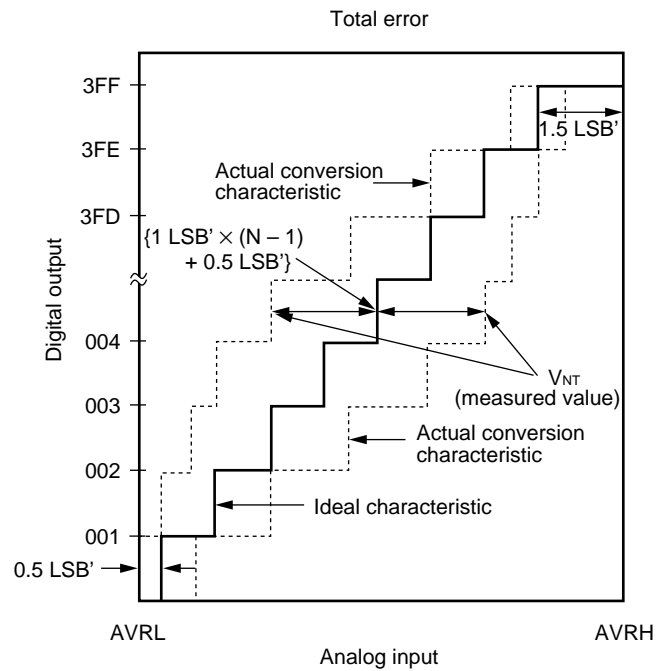 Total error
3FF
1.5 LSB’
3FE
Actual conversion
characteristic
3FD
{1 LSB’ × (N – 1)
+ 0.5 LSB’}
Digital output
004
VNT
(measured value)
003
Actual conversion
characteristic
002
Ideal characteristic
001
0.5 LSB’
AVRL
AVRH
Analog input